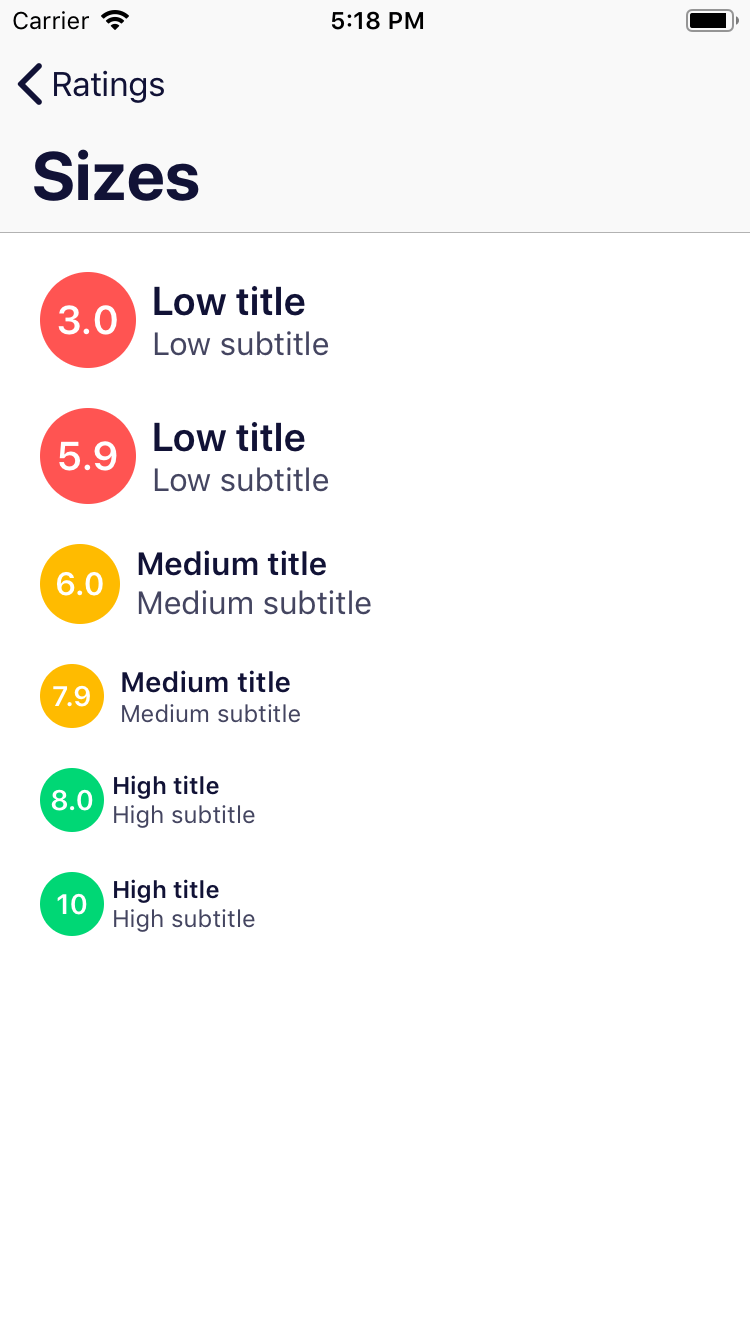 Carrier 5:18 PM
Ratings
Sizes
3.0
Low title
Low subtitle
5.9
Low title
Low subtitle
6.0
Medium title
Medium subtitle
7.9
Medium title
Medium subtitle
8.0
High title
High subtitle
10
High title
High subtitle